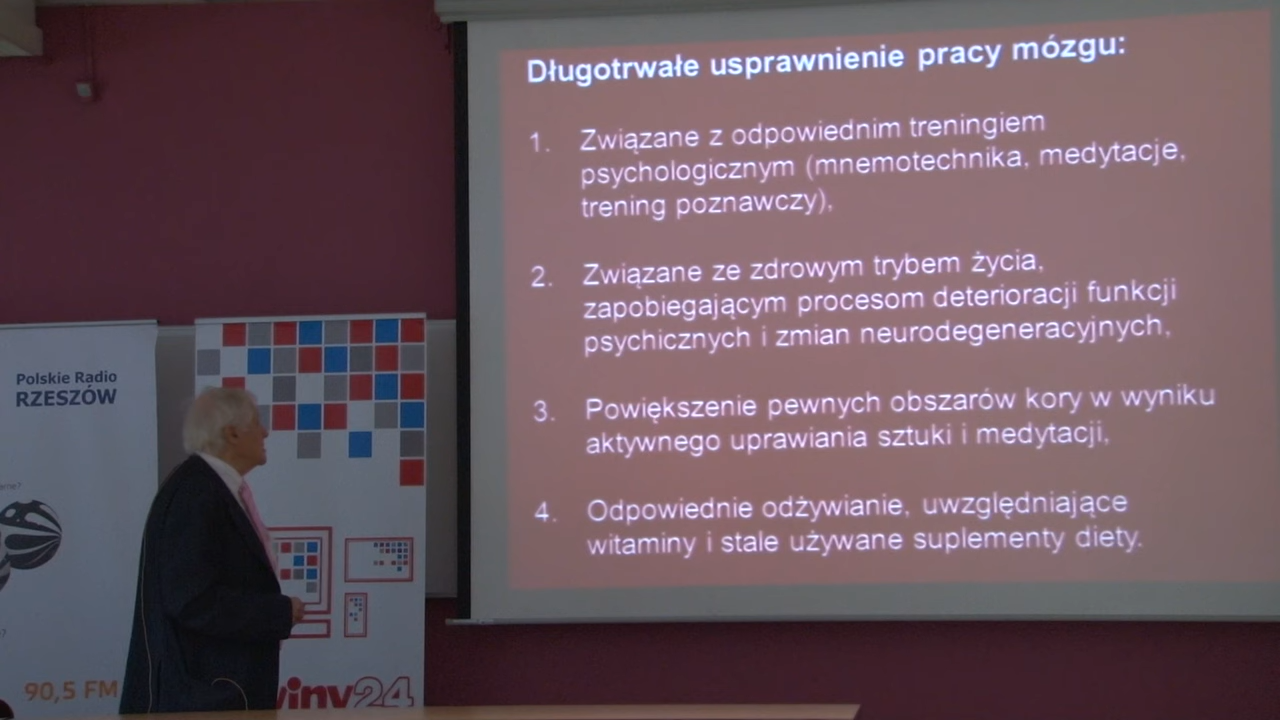 Długotrwałe usprawnienie pracy mózgu:
1. Związane z odpowiednim treningiem
psychologicznym (mnemotechnika, medytacje,
trening poznawczy),
2. Związane ze zdrowym trybem życia,
zapobiegającym procesom deterioracji funkcji
psychicznych i zmian neurodegeneracyjnych,
3. Powiększenie pewnych obszarów kory w wyniku
aktywnego uprawiania sztuki i medytacji,
4. Odpowiednie odżywianie, uwzględniające
witaminy i stale używane suplementy diety.
Polskie Radio
RZESZÓW
90,5 FM
winy24